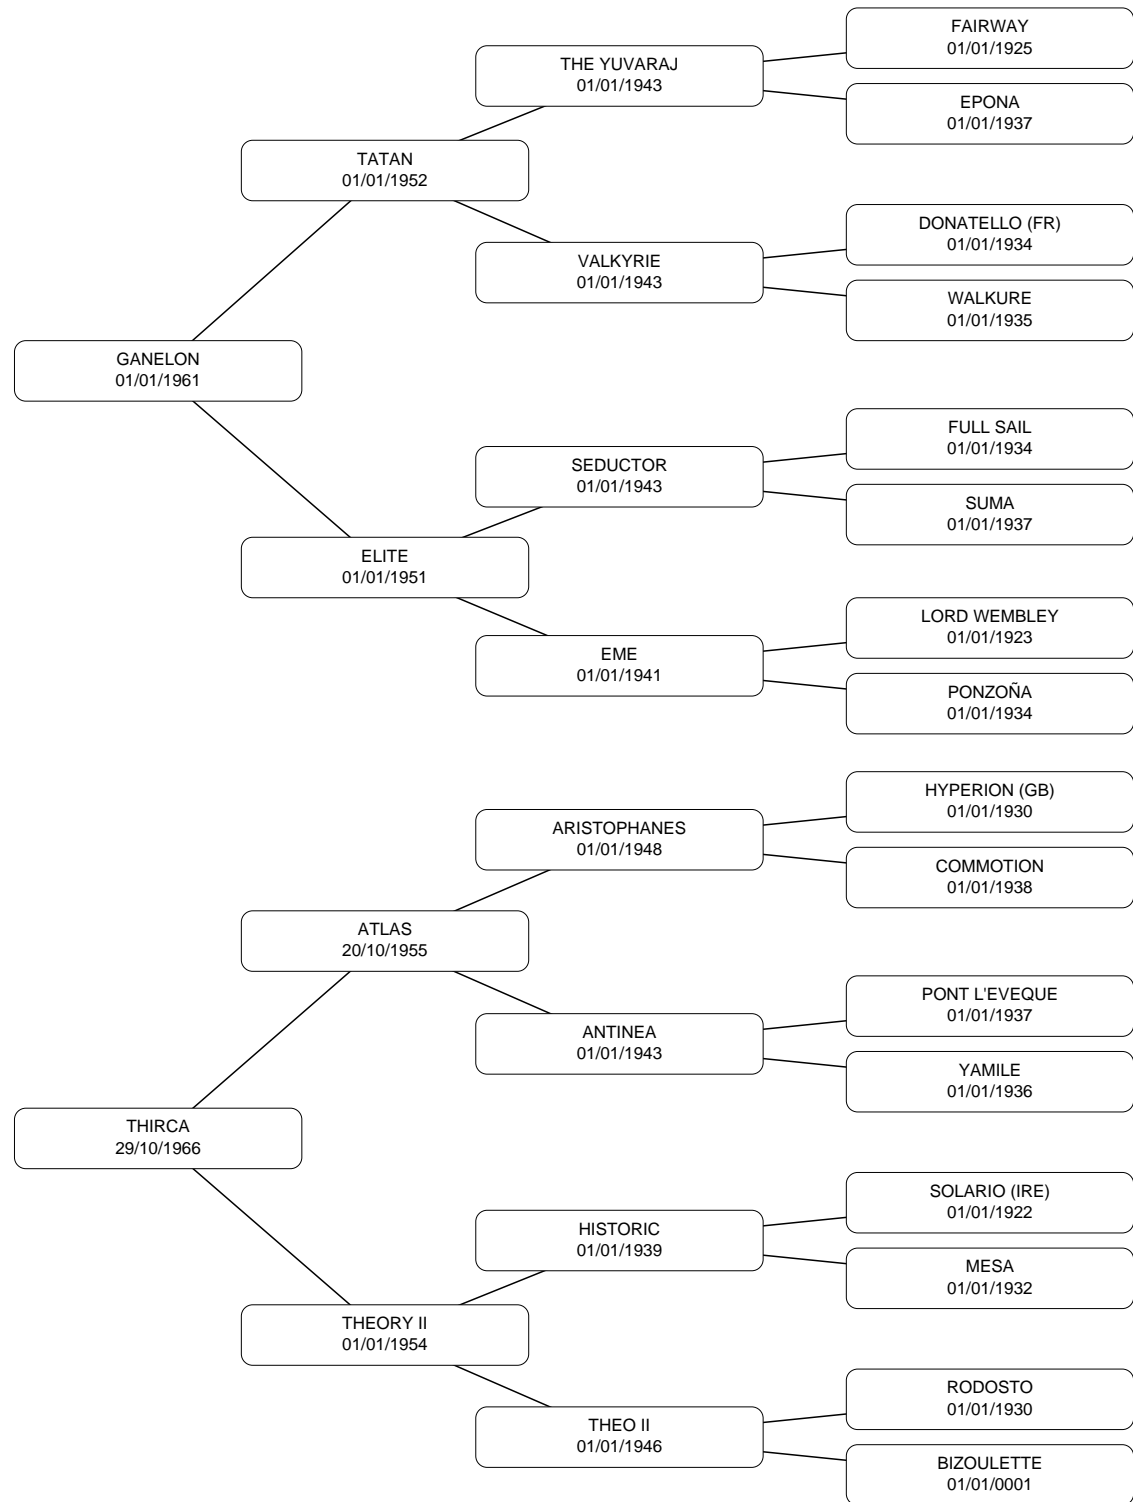 FAIRWAY
01/01/1925
THE YUVARAJ
01/01/1943
EPONA
01/01/1937
TATAN
01/01/1952
DONATELLO (FR)
01/01/1934
VALKYRIE
01/01/1943
WALKURE
01/01/1935
GANELON
01/01/1961
FULL SAIL
01/01/1934
SEDUCTOR
01/01/1943
SUMA
01/01/1937
ELITE
01/01/1951
LORD WEMBLEY
01/01/1923
EME
01/01/1941
PONZOÑA
01/01/1934
HYPERION (GB)
01/01/1930
ARISTOPHANES
01/01/1948
COMMOTION
01/01/1938
ATLAS
20/10/1955
PONT L'EVEQUE
01/01/1937
ANTINEA
01/01/1943
YAMILE
01/01/1936
THIRCA
29/10/1966
SOLARIO (IRE)
01/01/1922
HISTORIC
01/01/1939
MESA
01/01/1932
THEORY II
01/01/1954
RODOSTO
01/01/1930
THEO II
01/01/1946
BIZOULETTE
01/01/0001